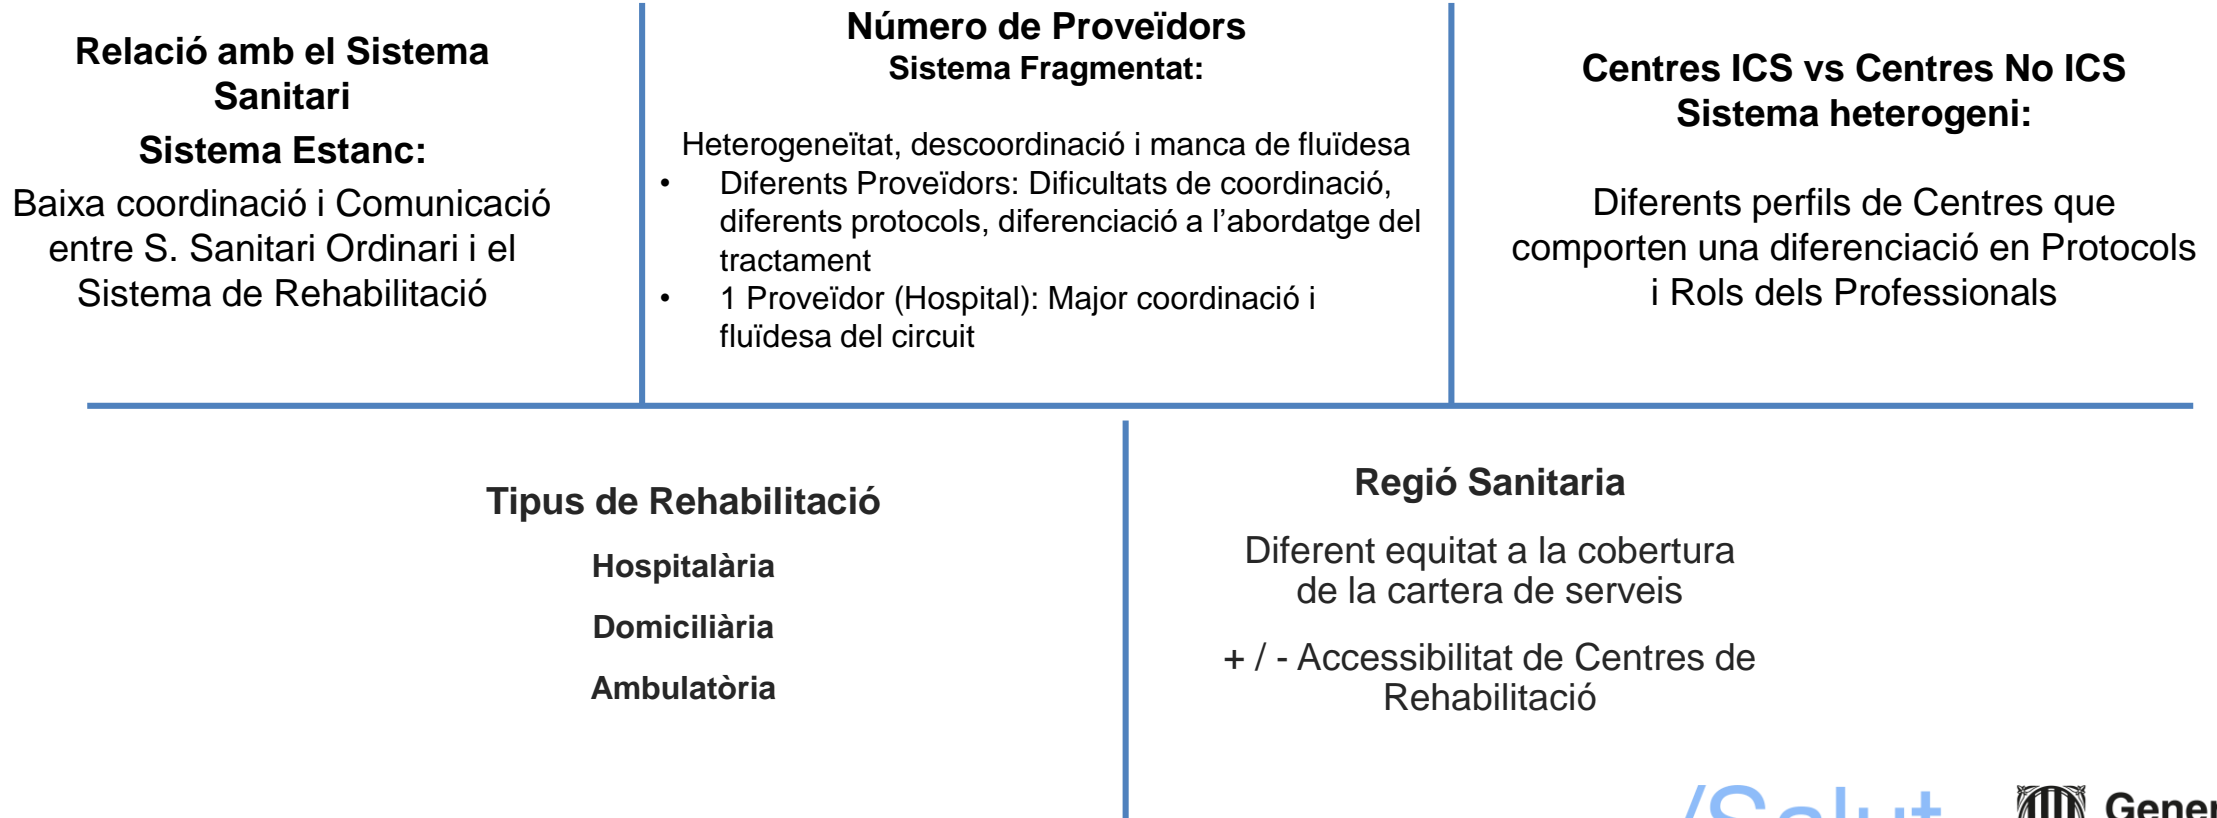 Relació amb el Sistema
Sanitari
Sistema Estanc:
Baixa coordinació i Comunicació
entre S. Sanitari Ordinari i el
Sistema de Rehabilitació
Número de Proveïdors
Sistema Fragmentat:
Heterogeneïtat, descoordinació i manca de fluïdesa
• Diferents Proveïdors: Dificultats de coordinació,
diferents protocols, diferenciació a l'abordatge del
tractament
• 1 Proveïdor (Hospital): Major coordinació i
fluïdesa del circuit
Centres ICS vs Centres No ICS
Sistema heterogeni:
Diferents perfils de Centres que
comporten una diferenciació en Protocols
i Rols dels Professionals
Tipus de Rehabilitació
Hospitalària
Domiciliària
Ambulatòria
Regió Sanitaria
Diferent equitat a la cobertura
de la cartera de serveis
+ / - Accessibilitat de Centres de
Rehabilitació
/Salut